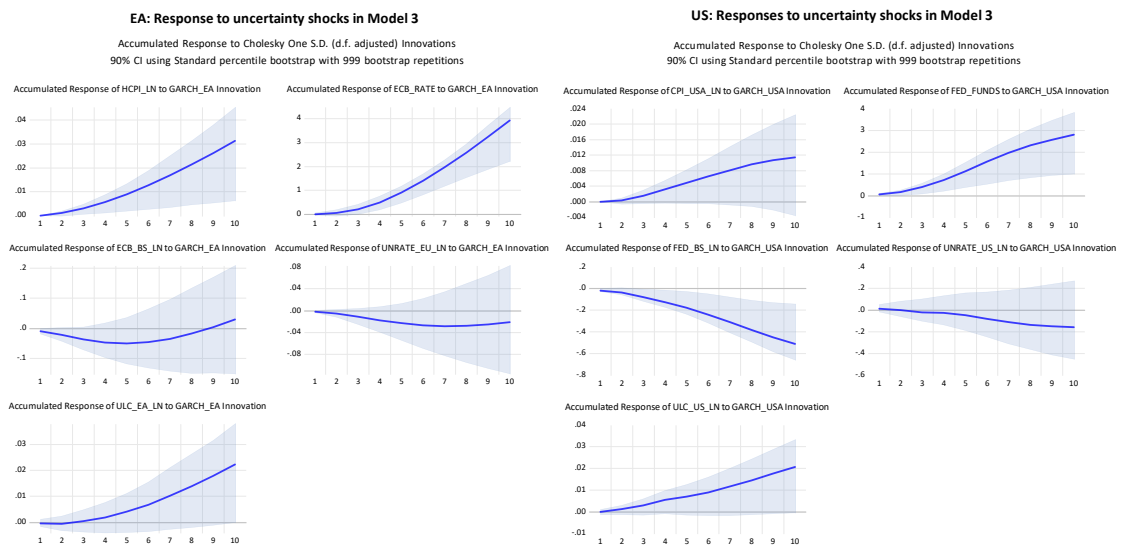 EA: Response to uncertainty shocks in Model 3
Accumulated Response to Cholesky One S.D. (d.f. adjusted) Innovations
90% CI using Standard percentile bootstrap with 999 bootstrap repetitions
Accumulated Response of HCPI_LN to GARCH_EA Innovation
.04
.03
.02
.01
.00
1 2 3 4 5 6 7 8 9 10
Accumulated Response of ECB_RATE to GARCH_EA Innovation
4
3
2
1
0
1 2 3 4 5 6 7 8 9 10
Accumulated Response of ECB_BS_LN to GARCH_EA Innovation
.2
.1
.0
-.1
1 2 3 4 5 6 7 8 9 10
Accumulated Response of UNRATE_EU_LN to GARCH_EA Innovation
.08
.04
.00
-.04
-.08
1 2 3 4 5 6 7 8 9 10
Accumulated Response of ULC_EA_LN to GARCH_EA Innovation
.03
.02
.01
.00
1 2 3 4 5 6 7 8 9 10
US: Responses to uncertainty shocks in Model 3
Accumulated Response to Cholesky One S.D. (d.f. adjusted) Innovations
90% CI using Standard percentile bootstrap with 999 bootstrap repetitions
Accumulated Response of CPI_USA_LN to GARCH_USA Innovation
.024
.020
.016
.012
.008
.004
.000
-.004
1 2 3 4 5 6 7 8 9 10
Accumulated Response of FED_FUNDS to GARCH_USA Innovation
4
3
2
1
0
-1
1 2 3 4 5 6 7 8 9 10
Accumulated Response of FED_BS_LN to GARCH_USA Innovation
.2
.0
-.2
-.4
-.6
-.8
1 2 3 4 5 6 7 8 9 10
Accumulated Response of UNRATE_US_LN to GARCH_USA Innovation
.4
.2
.0
-.2
-.4
-.6
1 2 3 4 5 6 7 8 9 10
Accumulated Response of ULC_US_LN to GARCH_USA Innovation
.04
.03
.02
.01
.00
-.01
1 2 3 4 5 6 7 8 9 10